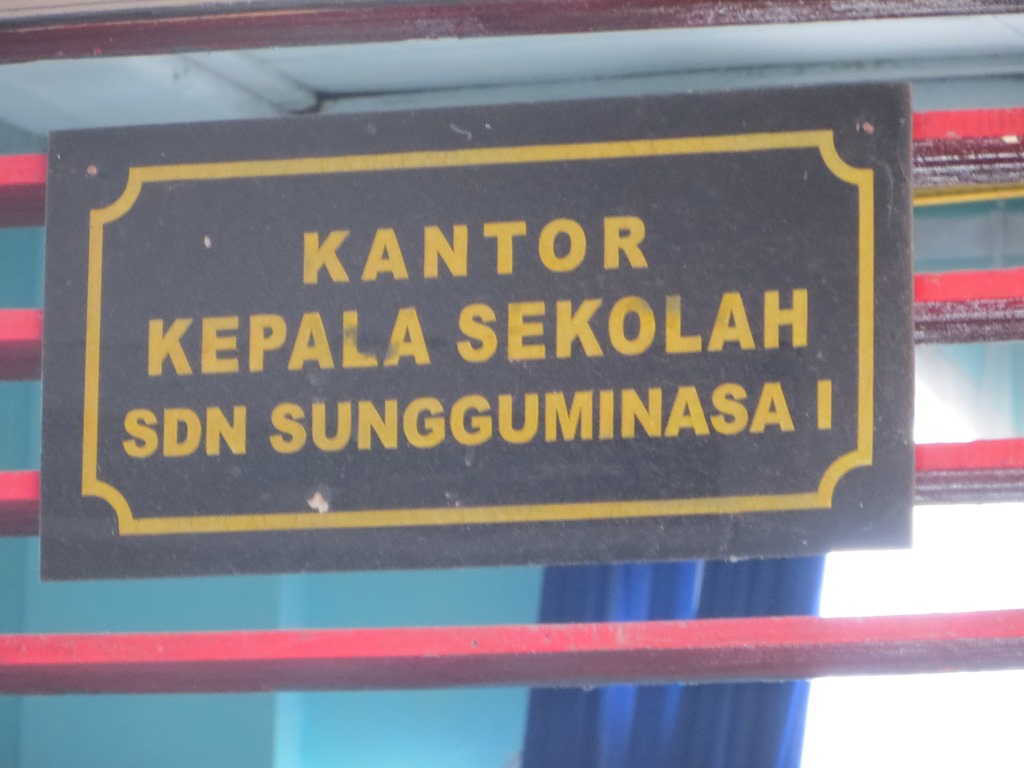 KANTOR
KEPALA SEKOLAH
SDN SUNGGUMINASA I